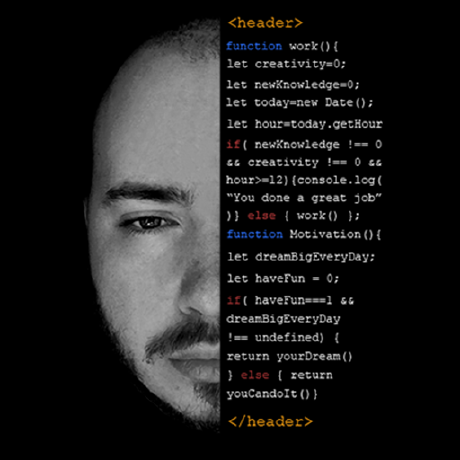 <header>
function work(){
let creativity=0;
let newKnowledge=0;
let today=new Date();
let hour=today.getHour
if( newKnowledge !== 0
&& creativity !== 0 &&
hour>=12){console.log(
“You done a great job”
)} else { work() };
function Motivation(){
let dreamBigEveryDay;
let haveFun = 0;
if( haveFun===1 &&
dreamBigEveryDay
!== undefined) {
return yourDream()
} else { return
youCandoIt()}
</header>